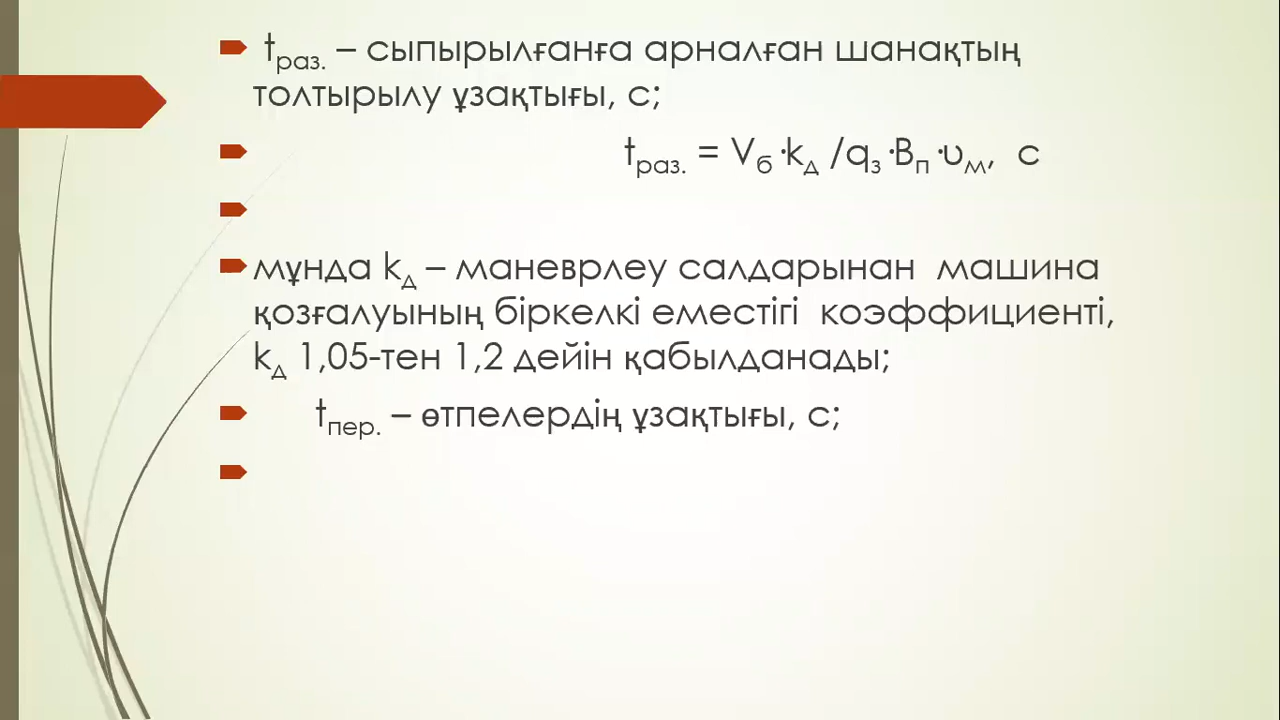 tраз. – сыпырылғанға арналған шанақтың
толтырылу ұзақтығы, с;
tраз. = Vб·kд /qз·Bп·υм, с
мұнда kд – маневрлеу салдарынан машина
қозғалуының біркелкі еместігі коэффициенті,
kд 1,05-тен 1,2 дейін қабылданады;
tпер. – өтпелердің ұзақтығы, с;